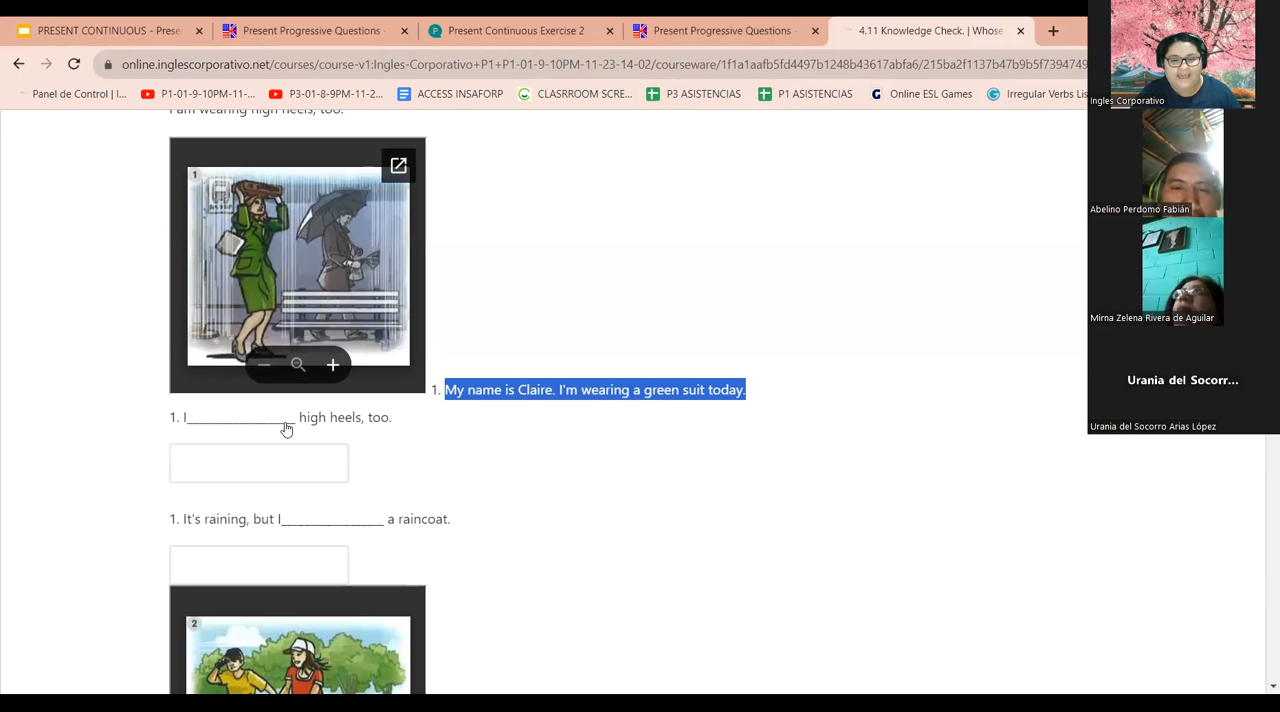 PRESENT CONTINUOUS - Prese
Present Progressive Questions -
Present Continuous Exercise 2
Present Progressive Questions -
4.11 Knowledge Check. | Whose
online.inglescorporativo.net/courses/course-v1:Ingles-Corporativo+P1+P1-01-9-10PM-11-23-14-02/courseware/1f1a1aafb5fd4497b1248b43617abfa6/215ba2f1137b47b9b5f7394749
Panel de Control | I...
P1-01-9-10PM-11-...
P3-01-8-9PM-11-2...
ACCESS INSAFORP
CLASRROOM SCRE...
P3 ASISTENCIAS
P1 ASISTENCIAS
Online ESL Games
Irregular Verbs Lis
I am wearing high heels, too.
1
1. My name is Claire. I'm wearing a green suit today.
1. I__________________ high heels, too.
1. It's raining, but I________________ a raincoat.
2
Ingles Corporativo
Abelino Perdomo Fabián
Mirna Zelena Rivera de Aguilar
Urania del Socorr...
Urania del Socorro Arias López